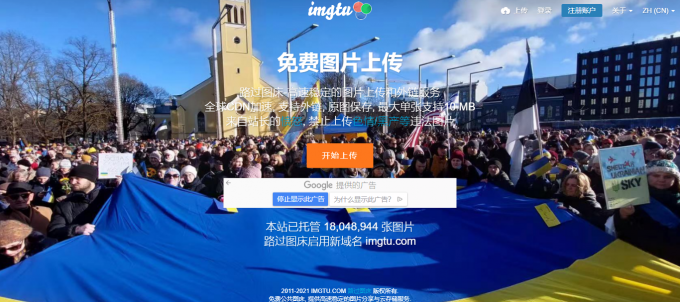 imgtu
上传 登录 注册账户 关于 ZH (CN)
免费图片上传
路过图床 高速稳定的图片上传和外链服务
全球CDN加速, 支持外链, 原图保存, 最大单张支持10 MB
禁止上传色情/
违法图片
开始上传
Google 提供的广告
停止显示此广告 为什么显示此广告?
本站已托管 18,048,944 张图片
路过图床启用新域名 imgtu.com
SKY
2011-2021 IMGTU.COM 路过图床 版权所有.
免费公共图床, 提供高速稳定的图片分享与云存储服务.